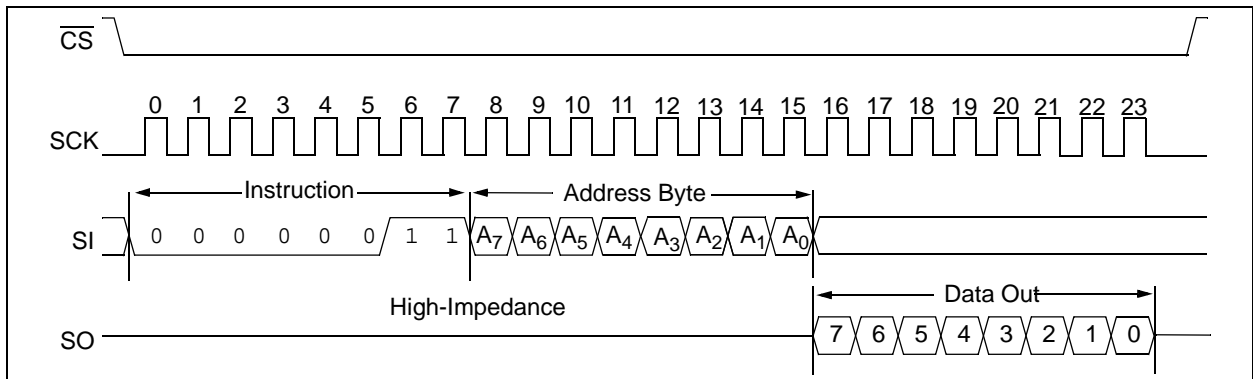 CS
0 1 2 3 4 5 6 7 8 9 10 11 12 13 14 15 16 17 18 19 20 21 22 23
SCK
Instruction Address Byte
SI 0 0 0 0 0 0 1 1 A7 A6 A5 A4 A3 A2 A1 A0
Data Out
High-Impedance
SO 7 6 5 4 3 2 1 0